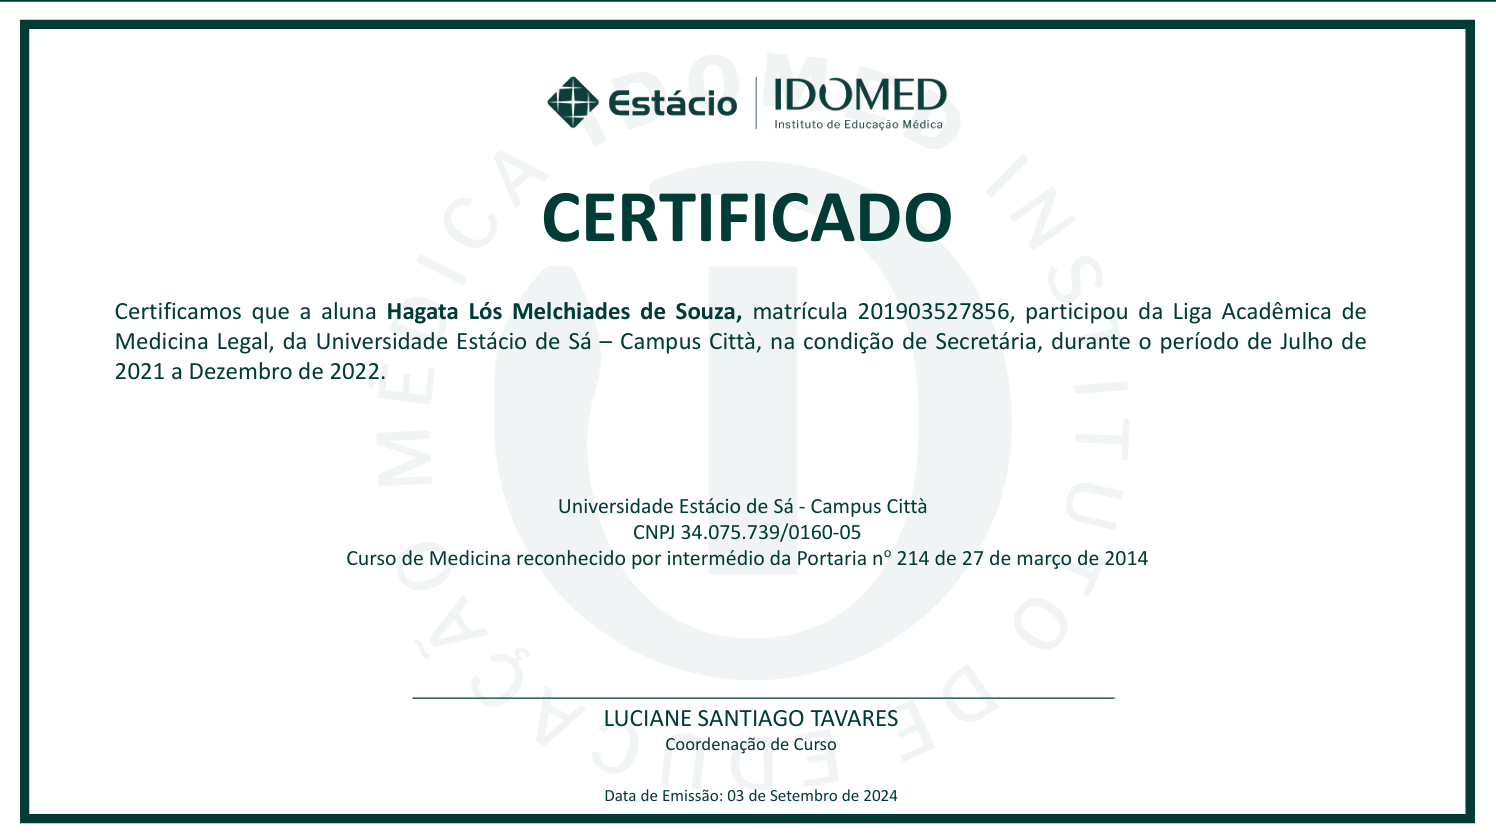 Estácio
IDOMED
Instituto de Educação Médica
CERTIFICADO
Certificamos que a aluna Hagata Lós Melchiades de Souza, matrícula 201903527856, participou da Liga Acadêmica de
Medicina Legal, da Universidade Estácio de Sá – Campus Città, na condição de Secretária, durante o período de Julho de
2021 a Dezembro de 2022.
Universidade Estácio de Sá - Campus Città
CNPJ 34.075.739/0160-05
Curso de Medicina reconhecido por intermédio da Portaria nº 214 de 27 de março de 2014
LUCIANE SANTIAGO TAVARES
Coordenação de Curso
Data de Emissão: 03 de Setembro de 2024
IDOMED INSTITUTO DE EDUCAÇÃO MÉDICA